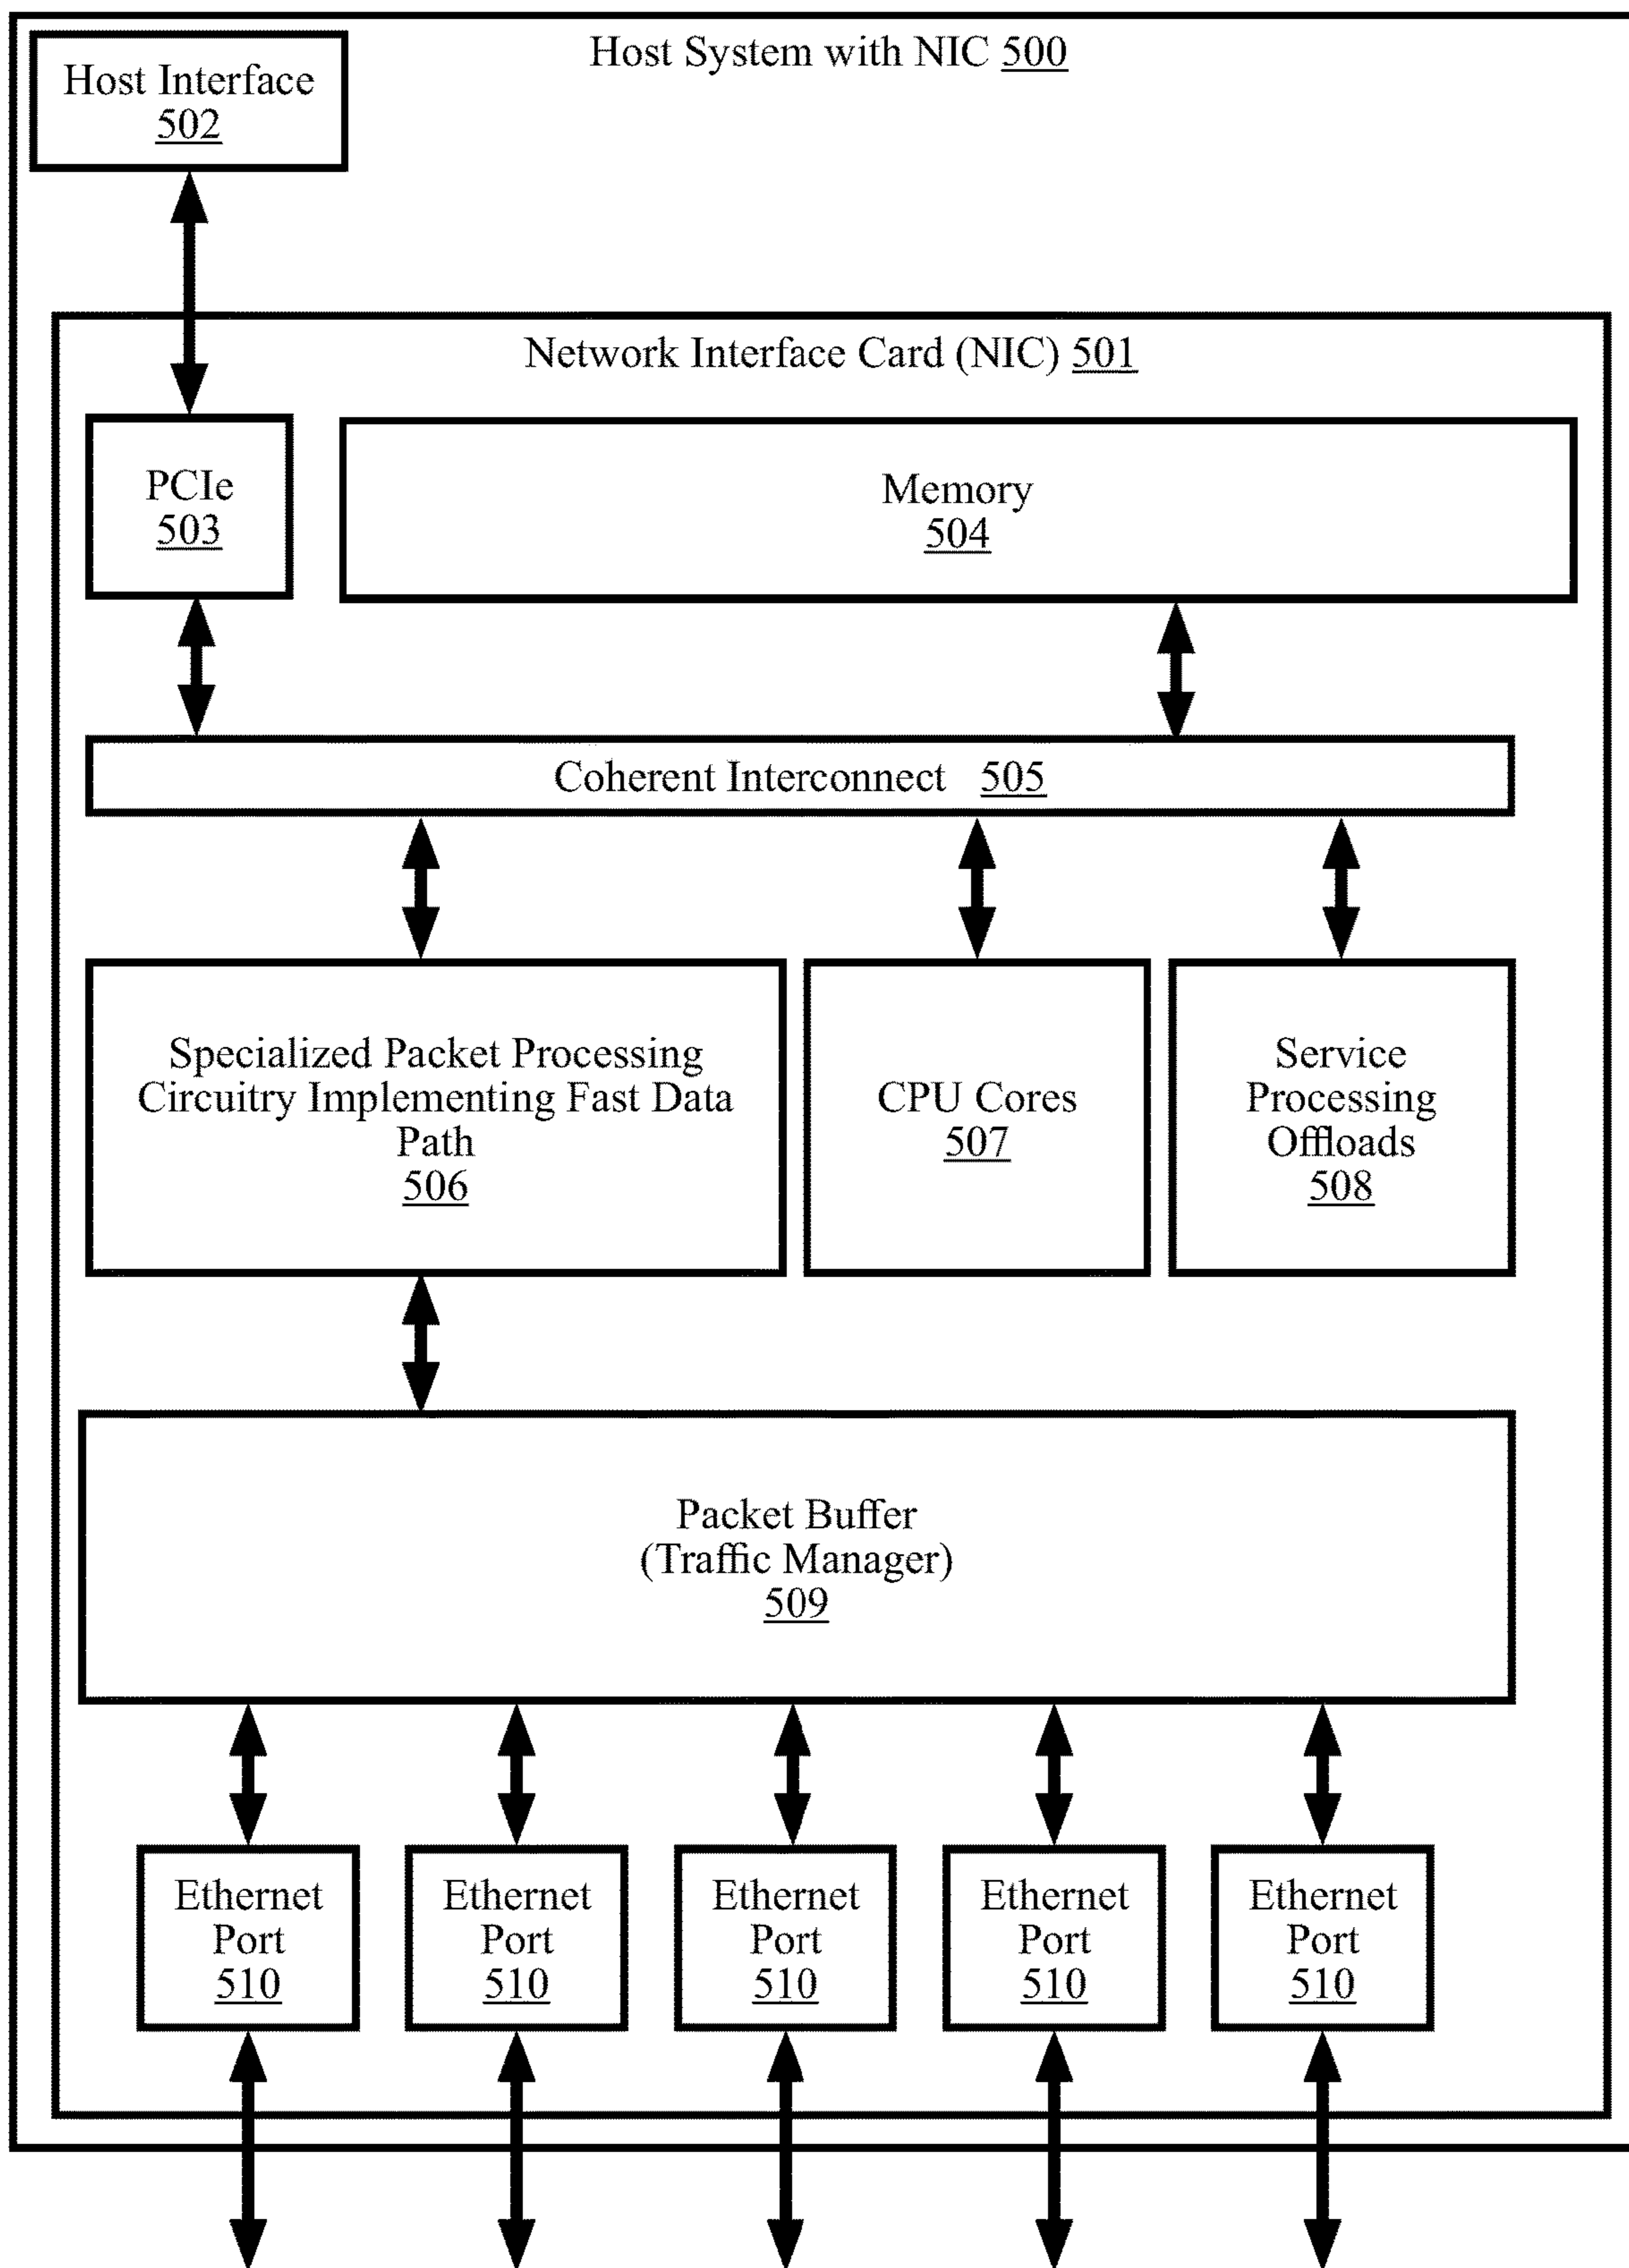 Host System with NIC 500
Host Interface
502
Network Interface Card (NIC) 501
PCIe
503
Memory
504
Coherent Interconnect 505
Specialized Packet Processing
Circuitry Implementing Fast Data
Path
506
CPU Cores
507
Service
Processing
Offloads
508
Packet Buffer
(Traffic Manager)
509
Ethernet
Port
510
Ethernet
Port
510
Ethernet
Port
510
Ethernet
Port
510
Ethernet
Port
510